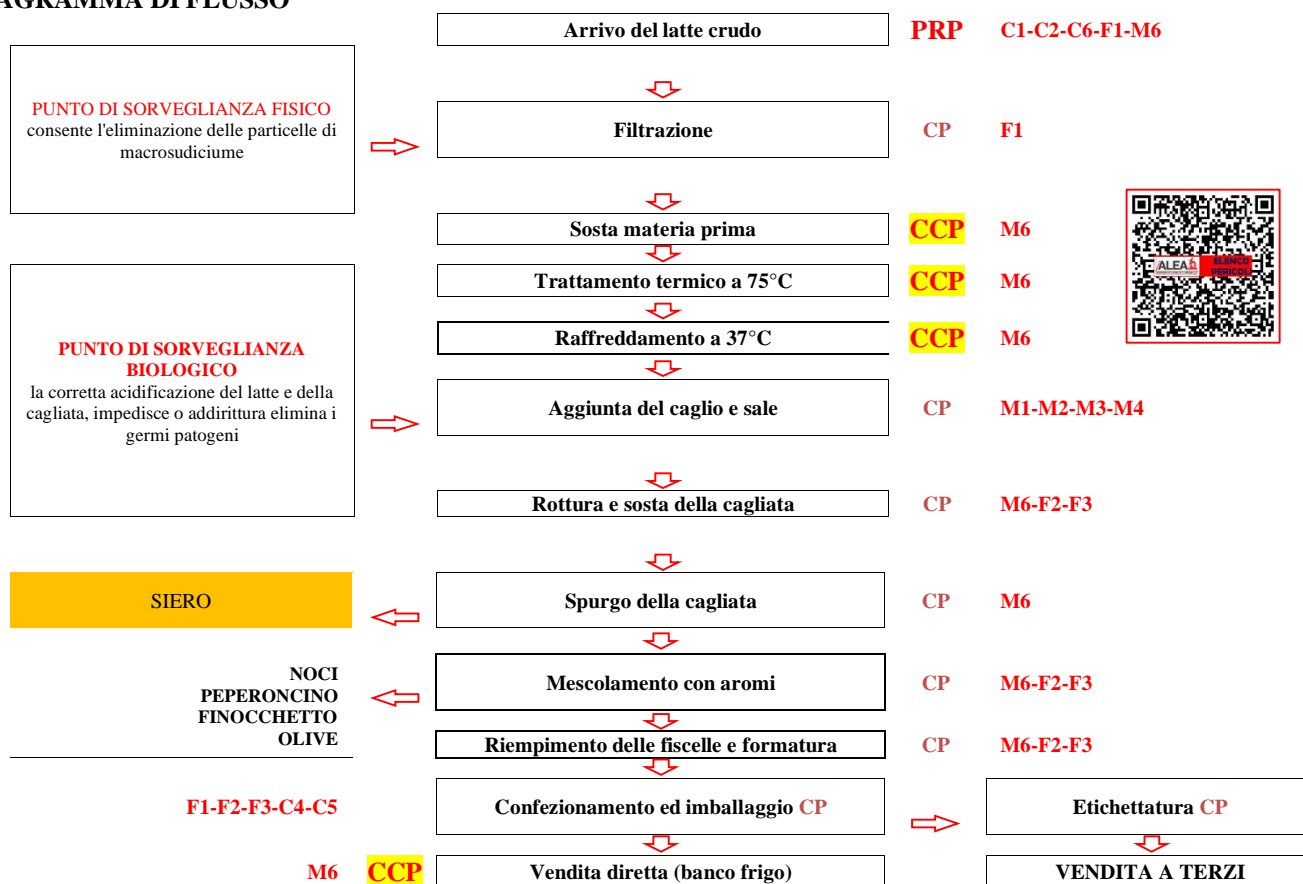 AGRAMMA DI FLUSSO
Arrivo del latte crudo PRP C1-C2-C6-F1-M6
PUNTO DI SORVEGLIANZA FISICO
consente l'eliminazione delle particelle di
macrosudiciume
Filtrazione CP F1
Sosta materia prima CCP M6
ALEA
ELENCO
PERICOLI
Trattamento termico a 75°C CCP M6
Raffreddamento a 37°C CCP M6
PUNTO DI SORVEGLIANZA
BIOLOGICO
la corretta acidificazione del latte e della
cagliata, impedisce o addirittura elimina i
germi patogeni
Aggiunta del caglio e sale CP M1-M2-M3-M4
Rottura e sosta della cagliata CP M6-F2-F3
SIERO
Spurgo della cagliata CP M6
NOCI
PEPERONCINO
FINOCCHETTO
OLIVE
Mescolamento con aromi CP M6-F2-F3
Riempimento delle fiscelle e formatura CP M6-F2-F3
F1-F2-F3-C4-C5 Confezionamento ed imballaggio CP Etichettatura CP
M6 CCP Vendita diretta (banco frigo) VENDITA A TERZI